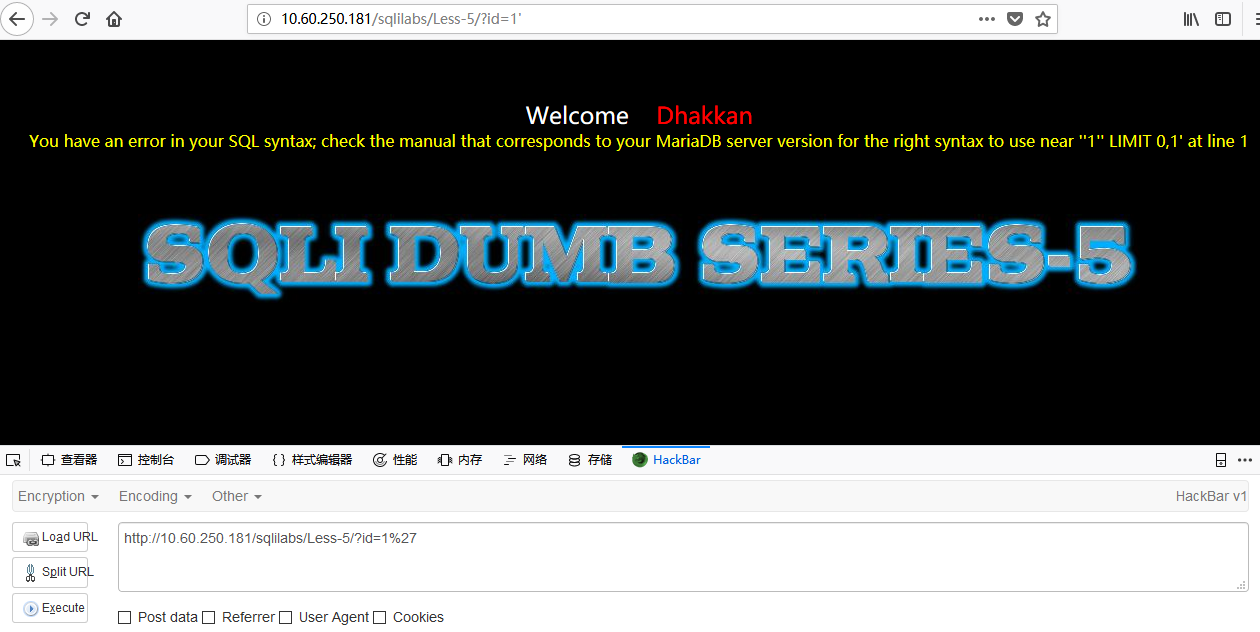 10.60.250.181/sqlilabs/Less-5/?id=1'
Welcome Dhakkan
You have an error in your SQL syntax; check the manual that corresponds to your MariaDB server version for the right syntax to use near ''1'' LIMIT 0,1' at line 1
SQLI DUMB SERIES-5
查看器 控制台 调试器 {} 样式编辑器 性能 内存 网络 存储 HackBar
Encryption Encoding Other HackBar v1
Load URL http://10.60.250.181/sqlilabs/Less-5/?id=1%27
Split URL
Execute
Post data Referrer User Agent Cookies